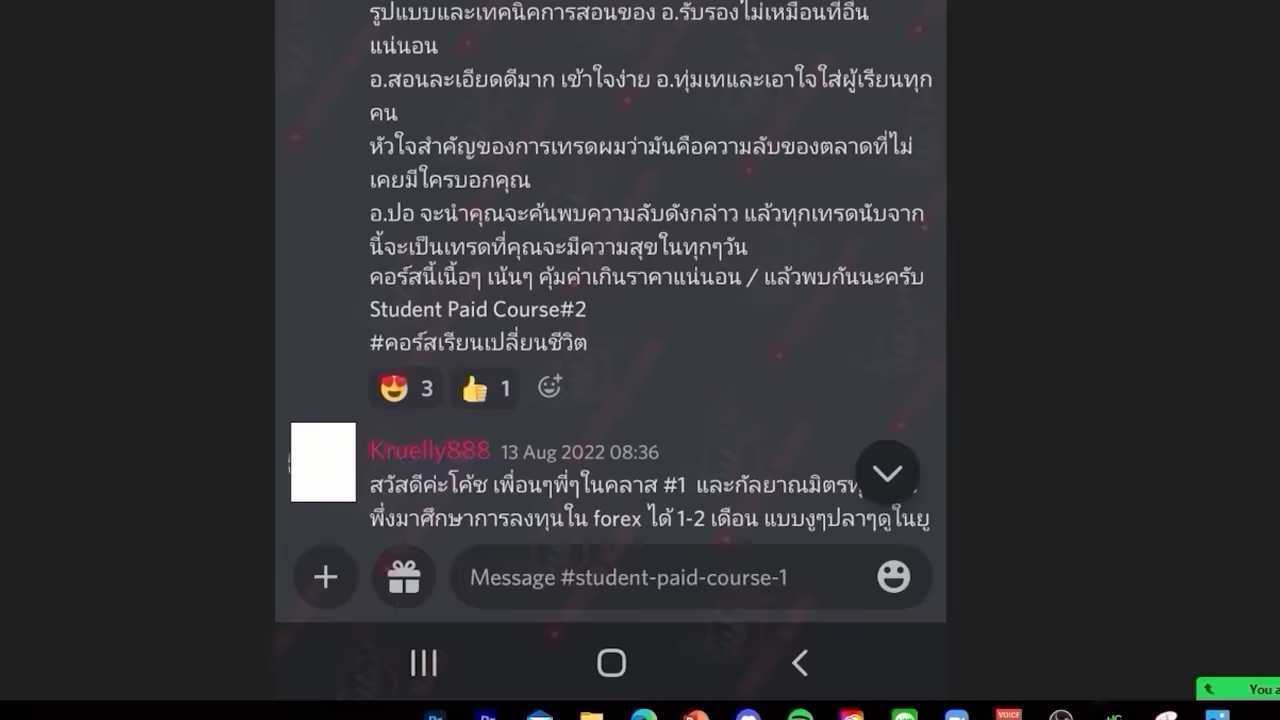 รูปแบบและเทคนิคการสอนของ อ.รับรองไม่เหมือนที่อื่น
แน่นอน
อ.สอนละเอียดดีมาก เข้าใจง่าย อ.ทุ่มเทและเอาใจใส่ผู้เรียนทุก
คน
หัวใจสำคัญของการเทรดผมว่ามันคือความลับของตลาดที่ไม่
เคยมีใครบอกคุณ
อ.ปอ จะนำคุณจะค้นพบความลับดังกล่าว แล้วทุกเทรดนับจาก
นี้จะเป็นเทรดที่คุณจะมีความสุขในทุกๆวัน
คอร์สนี้เนื้อๆ เน้นๆ คุ้มค่าเกินราคาแน่นอน / แล้วพบกันนะครับ
Student Paid Course#2
#คอร์สเรียนเปลี่ยนชีวิต
3 1
Kruelly888 13 Aug 2022 08:36
สวัสดีค่ะโค้ช เพื่อนๆพี่ๆในคลาส #1 และกัลยาณมิตร
พึ่งมาศึกษาการลงทุนใน forex ได้ 1-2 เดือน แบบงูๆปลาๆดูในยู
Message #student-paid-course-1
You
VOICE